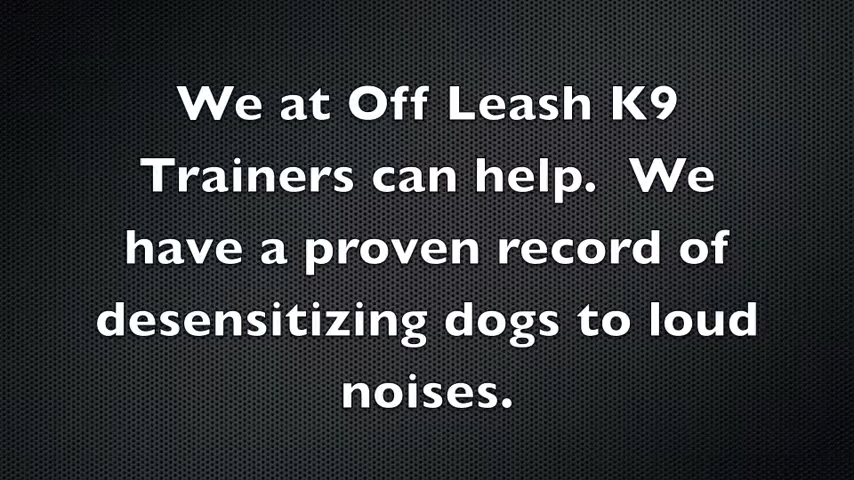 We at Off Leash K9
Trainers can help.  We
have a proven record of
desensitizing dogs to loud
noises.